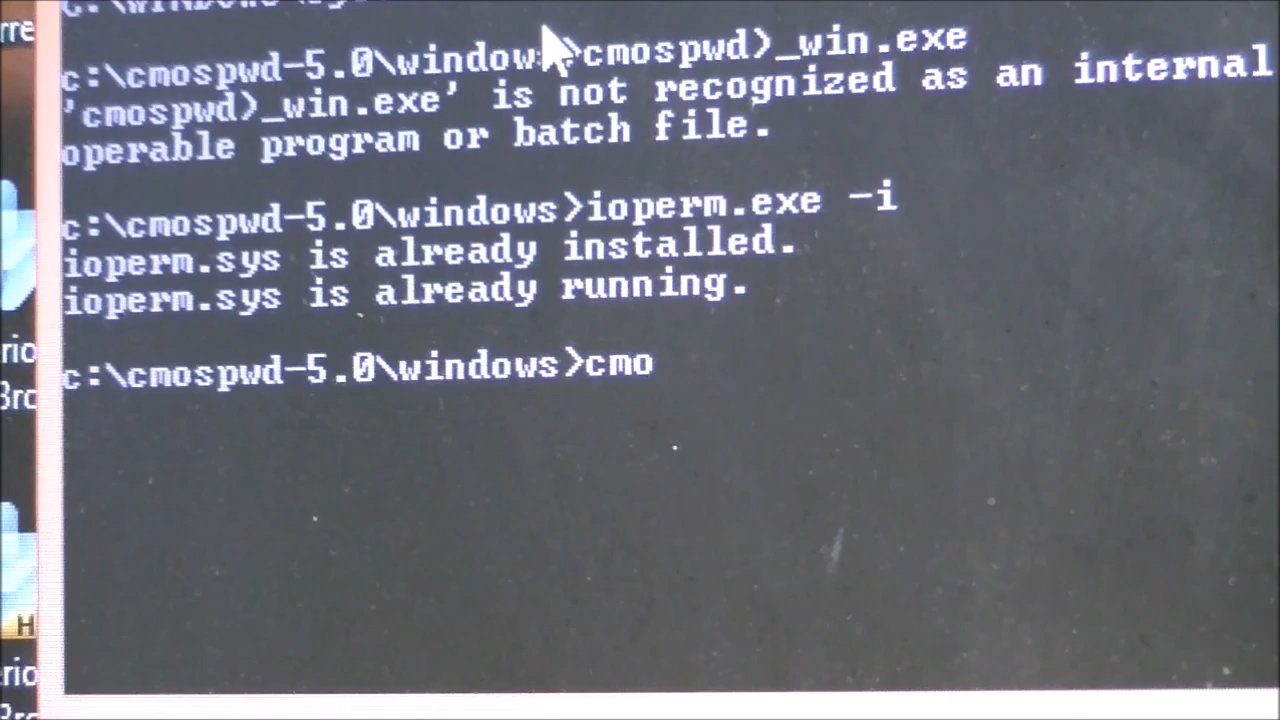 c:\cmospwd-5.0\windows>cmospwd)_win.exe
'cmospwd)_win.exe' is not recognized as an internal
operable program or batch file.
c:\cmospwd-5.0\windows>ioperm.exe -i
ioperm.sys is already installed.
ioperm.sys is already running.
c:\cmospwd-5.0\windows>cmo
H